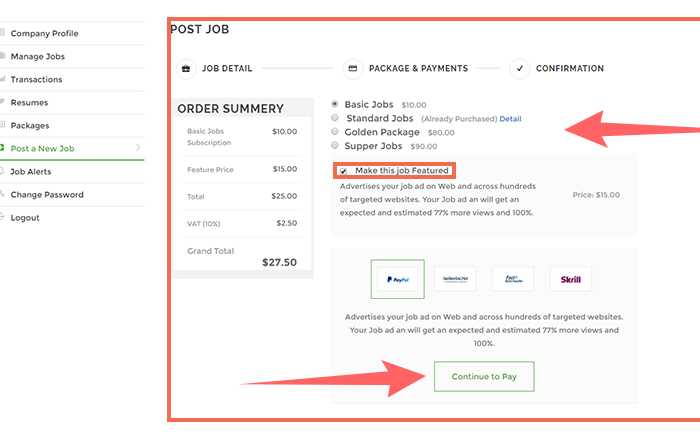 Company Profile
Manage Jobs
Transactions
Resumes
Packages
Post a New Job
Job Alerts
Change Password
Logout
POST JOB
JOB DETAIL
PACKAGE & PAYMENTS
CONFIRMATION
ORDER SUMMERY
Basic Jobs $10.00
Subscription
Feature Price $15.00
Total $25.00
VAT (10%) $2.50
Grand Total
$27.50
Basic Jobs $10.00
Standard Jobs (Already Purchased) Detail
Golden Package $80.00
Supper Jobs $90.00
Make this job Featured
Advertises your job ad on Web and across hundreds
of targeted websites. Your Job ad an will get an
expected and estimated 77% more views and 100%.
Price: $15.00
PayPal
Authorize.Net
Skrill
Advertises your job ad on Web and across hundreds of targeted websites.
Your Job ad an will get an expected and estimated 77% more views and
100%.
Continue to Pay